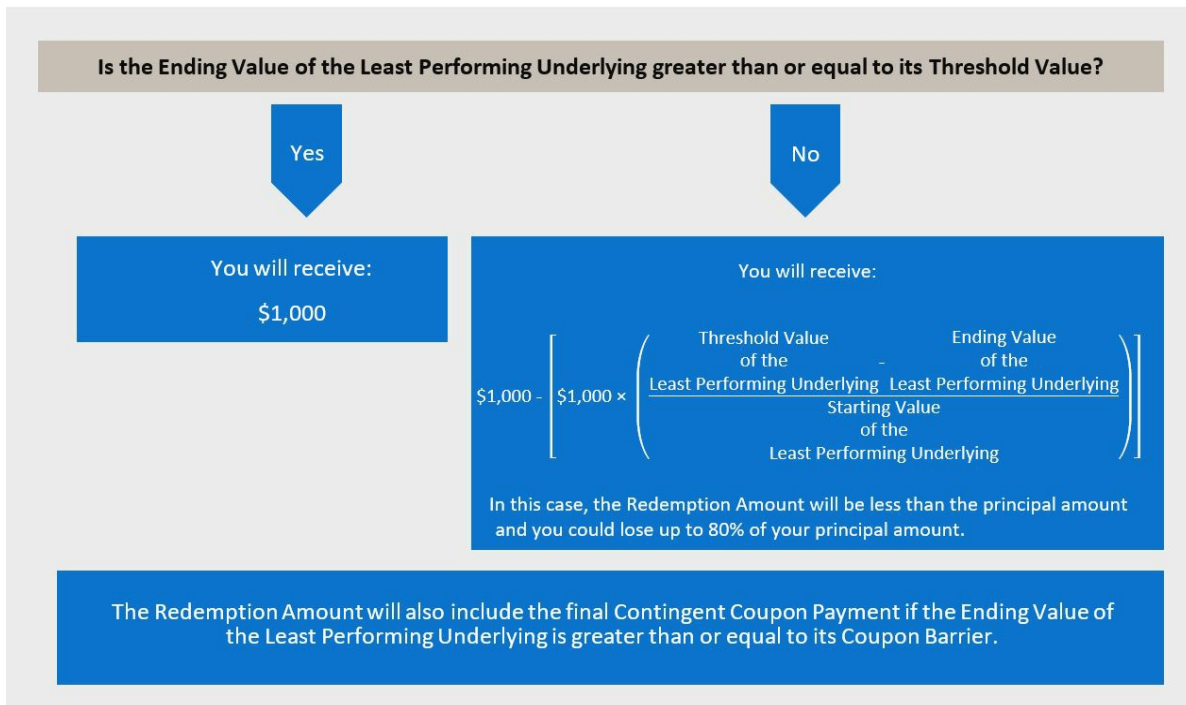 Is the Ending Value of the Least Performing Underlying greater than or equal to its Threshold Value?
Yes
No
You will receive:
$1,000
You will receive:
Threshold Value Ending Value
of the - of the
Least Performing Underlying Least Performing Underlying
$1,000 - [$1,000 × (
Starting Value
of the
Least Performing Underlying
)]
In this case, the Redemption Amount will be less than the principal amount
and you could lose up to 80% of your principal amount.
The Redemption Amount will also include the final Contingent Coupon Payment if the Ending Value of
the Least Performing Underlying is greater than or equal to its Coupon Barrier.